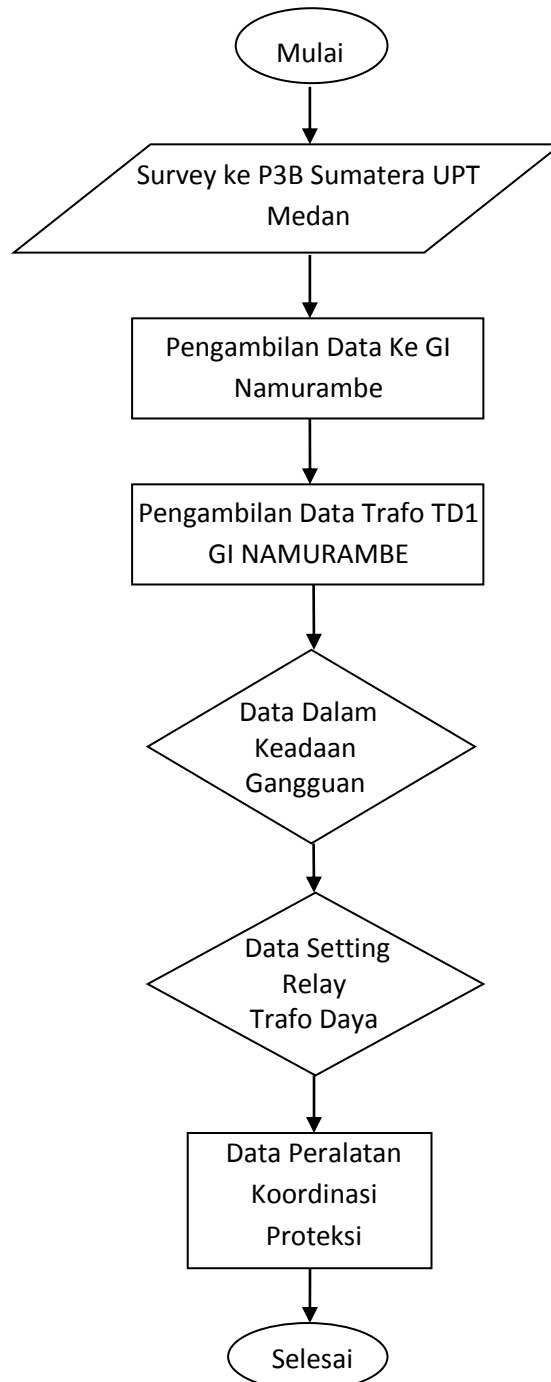 Mulai
Survey ke P3B Sumatera UPT
Medan
Pengambilan Data Ke GI
Namurambe
Pengambilan Data Trafo TD1
GI NAMURAMBE
Data Dalam
Keadaan
Gangguan
Data Setting
Relay
Trafo Daya
Data Peralatan
Koordinasi
Proteksi
Selesai